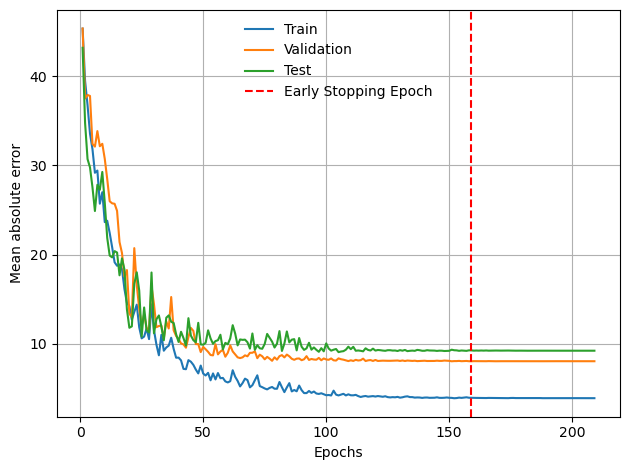 Train
Validation
Test
Early Stopping Epoch
Mean absolute error
40
30
20
10
0
50
100
150
200
Epochs